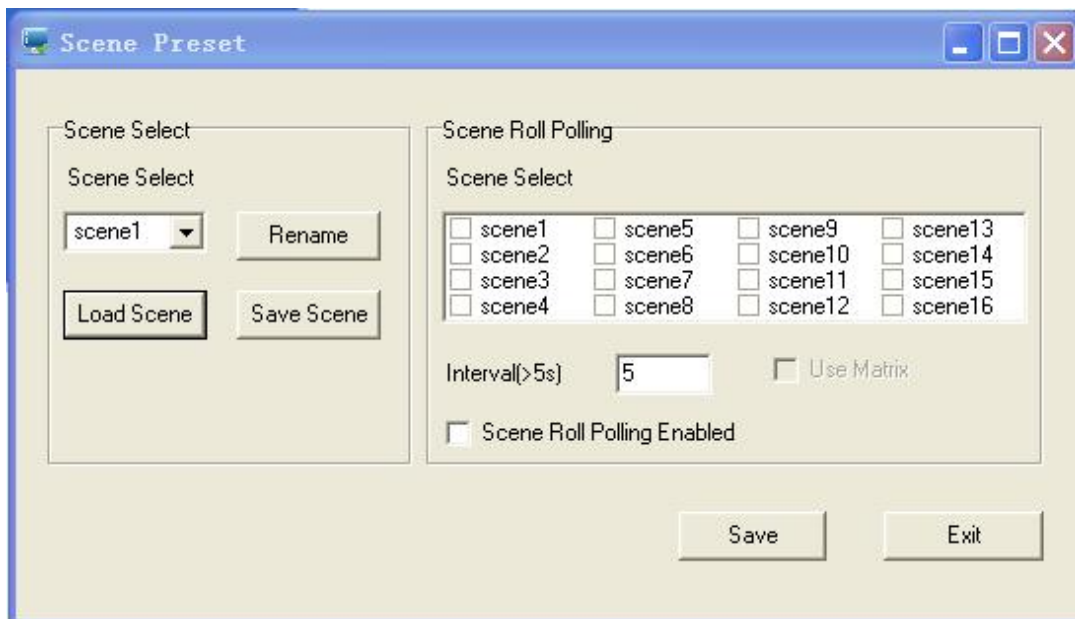 Scene Preset
Scene Select
Scene Select
scene1
Rename
Load Scene
Save Scene
Scene Roll Polling
Scene Select
scene1 scene5 scene9 scene13
scene2 scene6 scene10 scene14
scene3 scene7 scene11 scene15
scene4 scene8 scene12 scene16
Interval(>5s) 5 Use Matrix
Scene Roll Polling Enabled
Save Exit